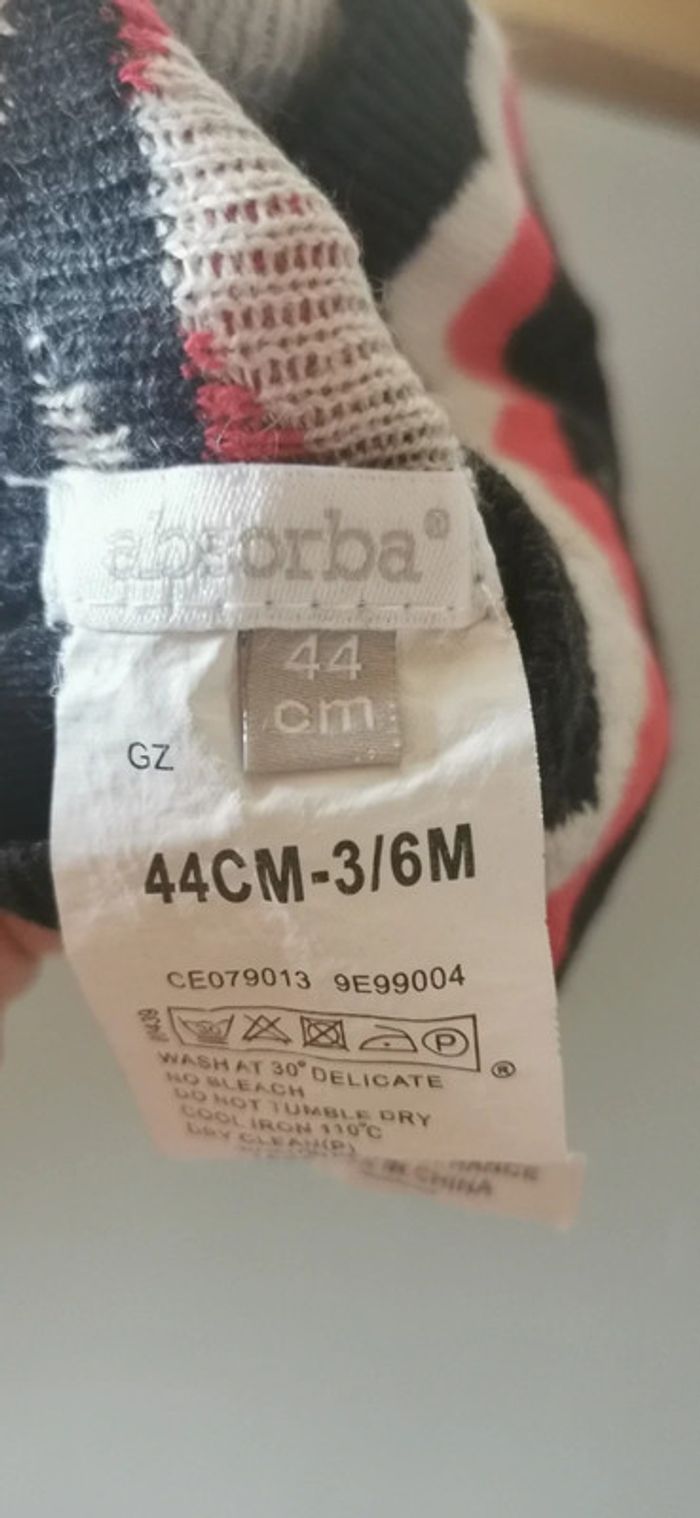 absorba®
44
cm
GZ
44CM-3/6M
CE079013 9E99004
P
®
WASH AT 30° DELICATE
NO BLEACH
DO NOT TUMBLE DRY
COOL IRON 110°C
DRY CLEAN(P)
CHINA